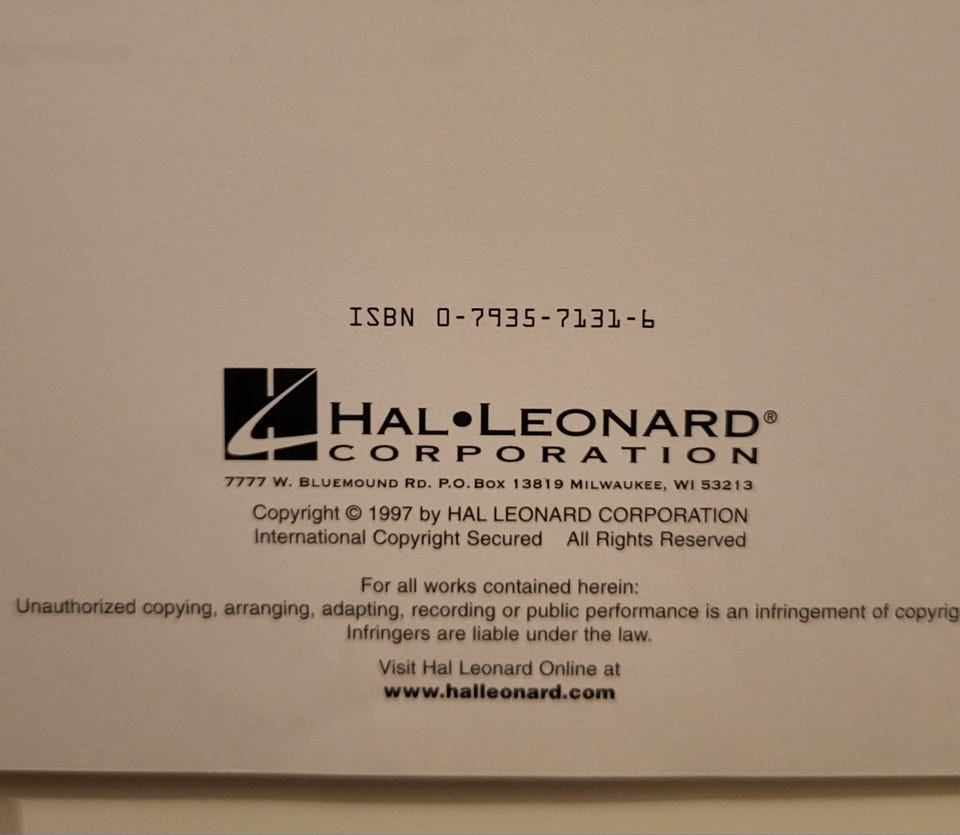 ISBN 0-7935-7131-6
HAL•LEONARD®
CORPORATION
7777 W. BLUEMOUND RD. P.O. BOX 13819 MILWAUKEE, WI 53213
Copyright © 1997 by HAL LEONARD CORPORATION
International Copyright Secured All Rights Reserved
For all works contained herein:
Unauthorized copying, arranging, adapting, recording or public performance is an infringement of copyrig
Infringers are liable under the law.
Visit Hal Leonard Online at
www.halleonard.com